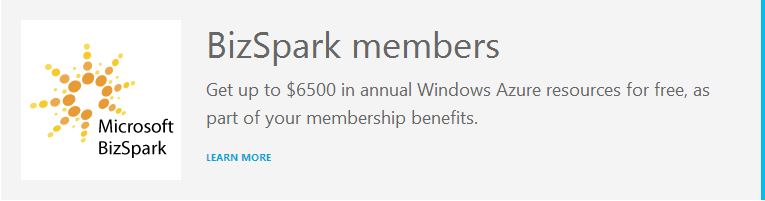 BizSpark members
Get up to $6500 in annual Windows Azure resources for free, as
part of your membership benefits.
LEARN MORE
Microsoft
BizSpark